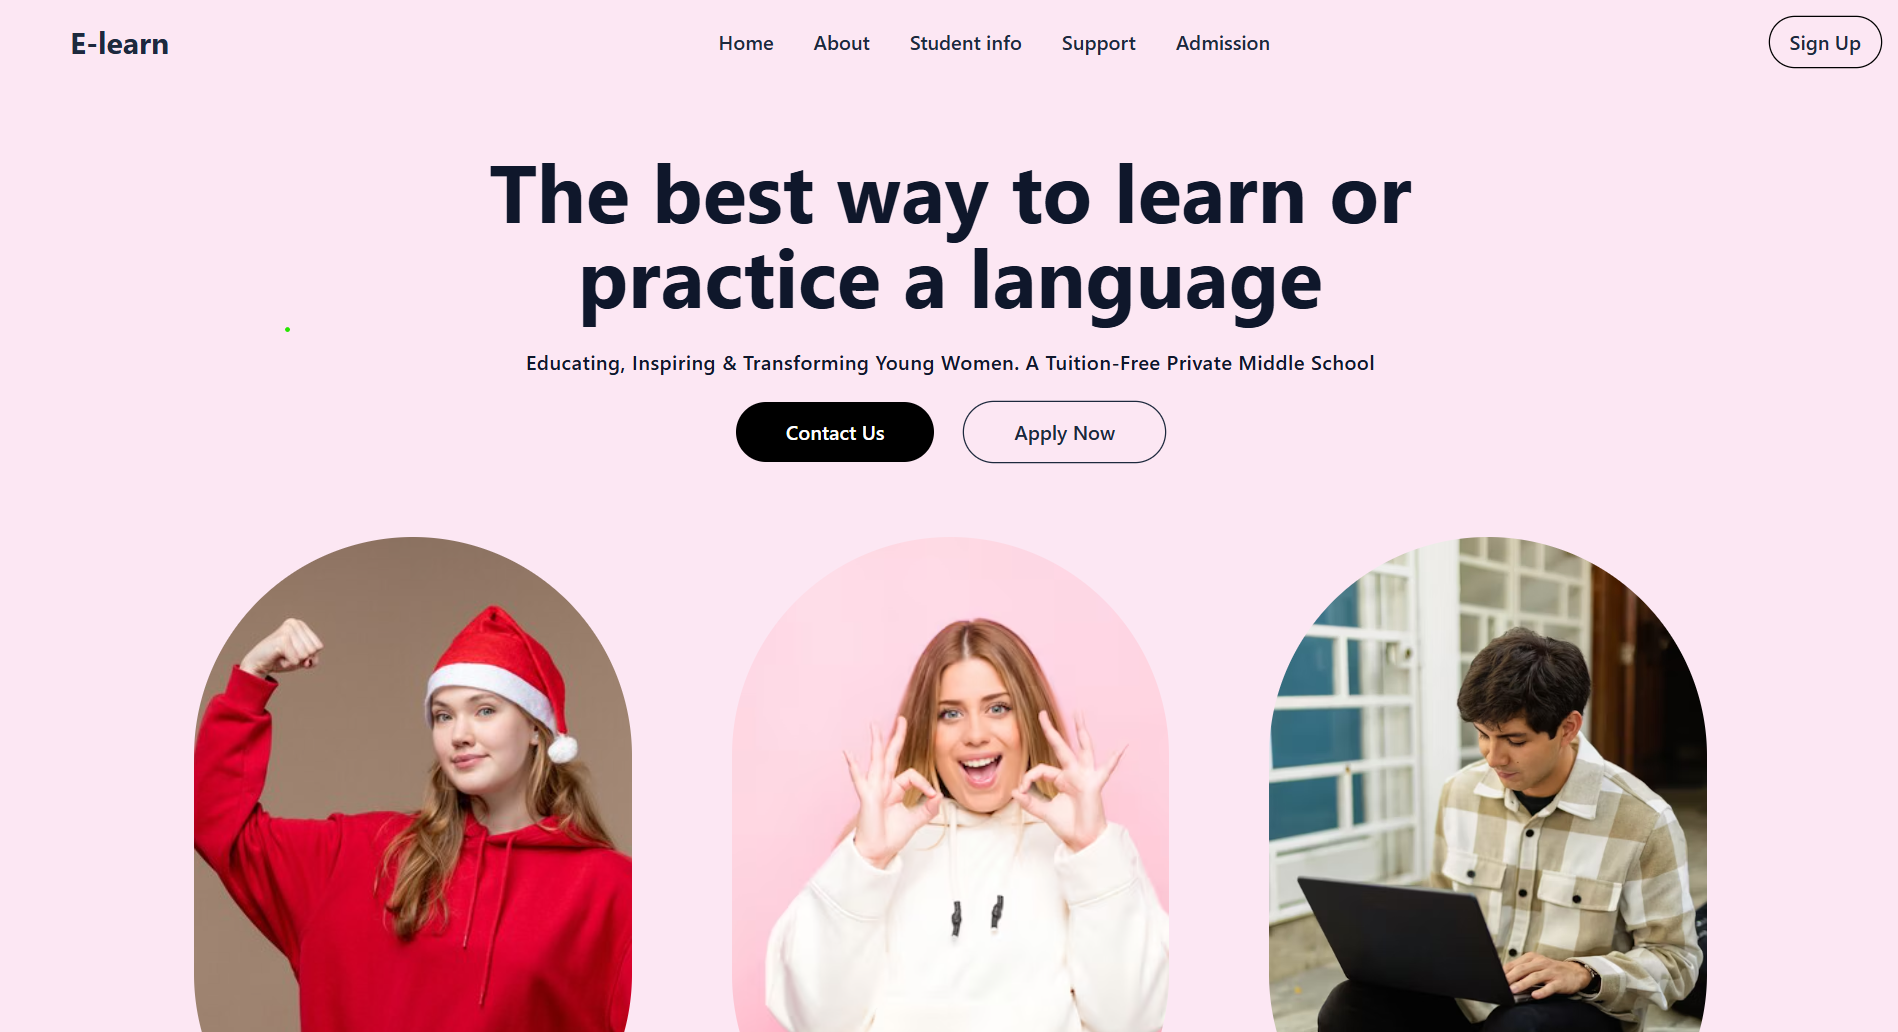 E-learn
Home About Student info Support Admission
Sign Up
The best way to learn or
practice a language
Educating, Inspiring & Transforming Young Women. A Tuition-Free Private Middle School
Contact Us
Apply Now